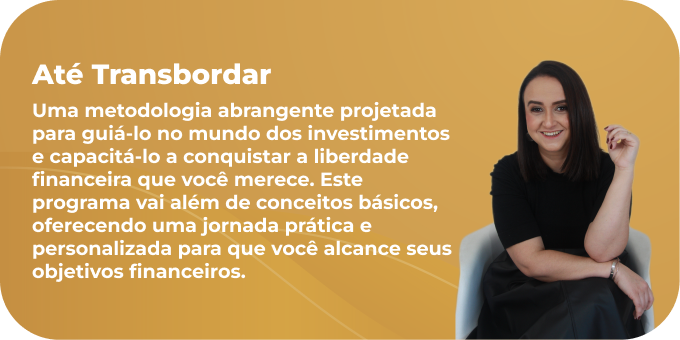 Até Transbordar
Uma metodologia abrangente projetada
para guiá-lo no mundo dos investimentos
e capacitá-lo a conquistar a liberdade
financeira que você merece. Este
programa vai além de conceitos básicos,
oferecendo uma jornada prática e
personalizada para que você alcance seus
objetivos financeiros.